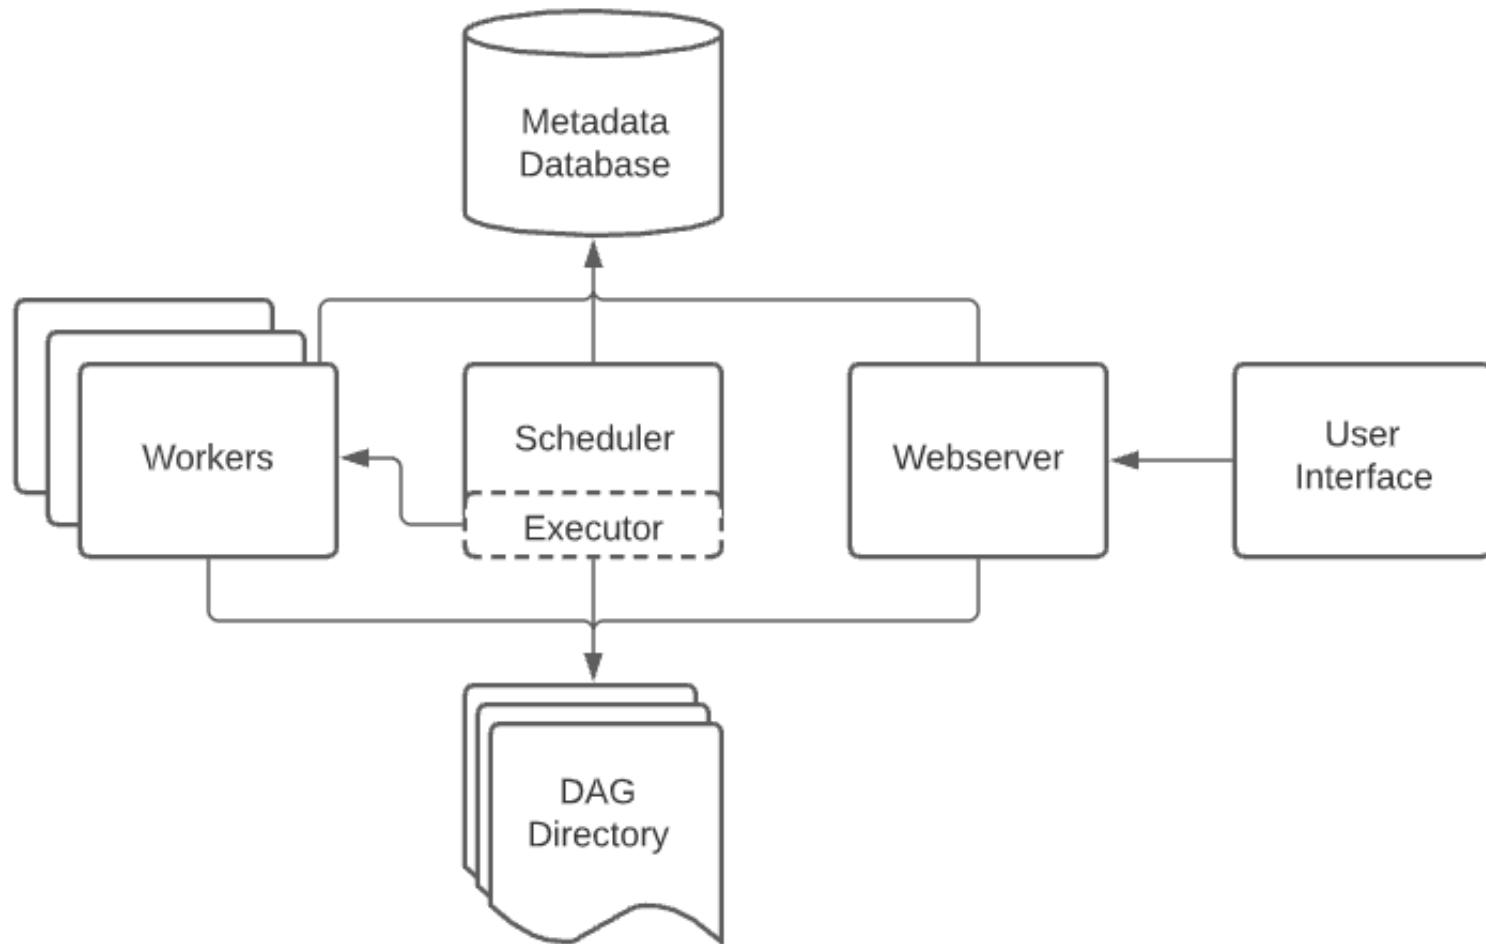 Metadata
Database
Workers
Scheduler
Executor
Webserver
User
Interface
DAG
Directory